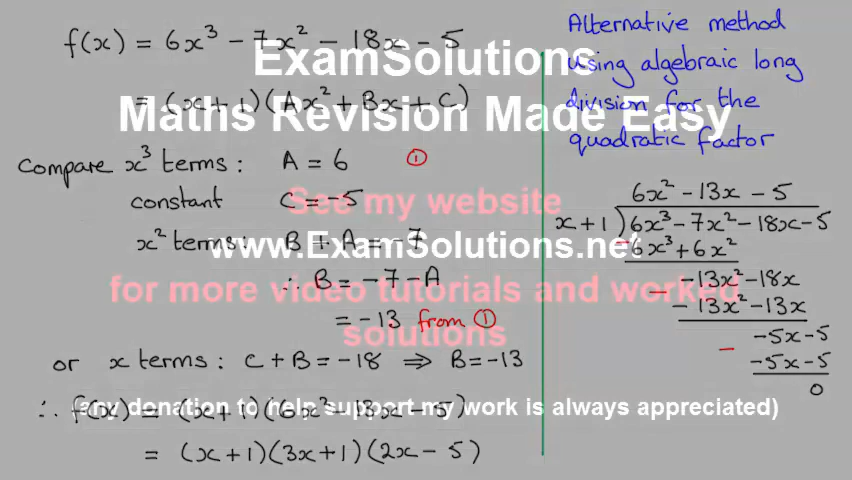 f(x) = 6x³ - 7x² - 18x - 5
= (x+1)(Ax² + Bx + C)
compare x³ terms: A = 6 ①
constant C = -5
x² terms: B + A = -7
∴ B = -7 - A
= -13 from ①
or x terms: C + B = -18 ⇒ B = -13
∴ f(x) = (x+1)(6x² - 13x - 5)
= (x+1)(3x+1)(2x - 5)
Alternative method
using algebraic long
division for the
quadratic factor
6x² - 13x - 5
x+1 ) 6x³ - 7x² - 18x - 5
- 6x³ + 6x²
-13x² - 18x
- -13x² - 13x
-5x - 5
- -5x - 5
0
ExamSolutions
Maths Revision Made Easy
See my website
www.ExamSolutions.net
for more video tutorials and worked
solutions
(any donation to help support my work is always appreciated)